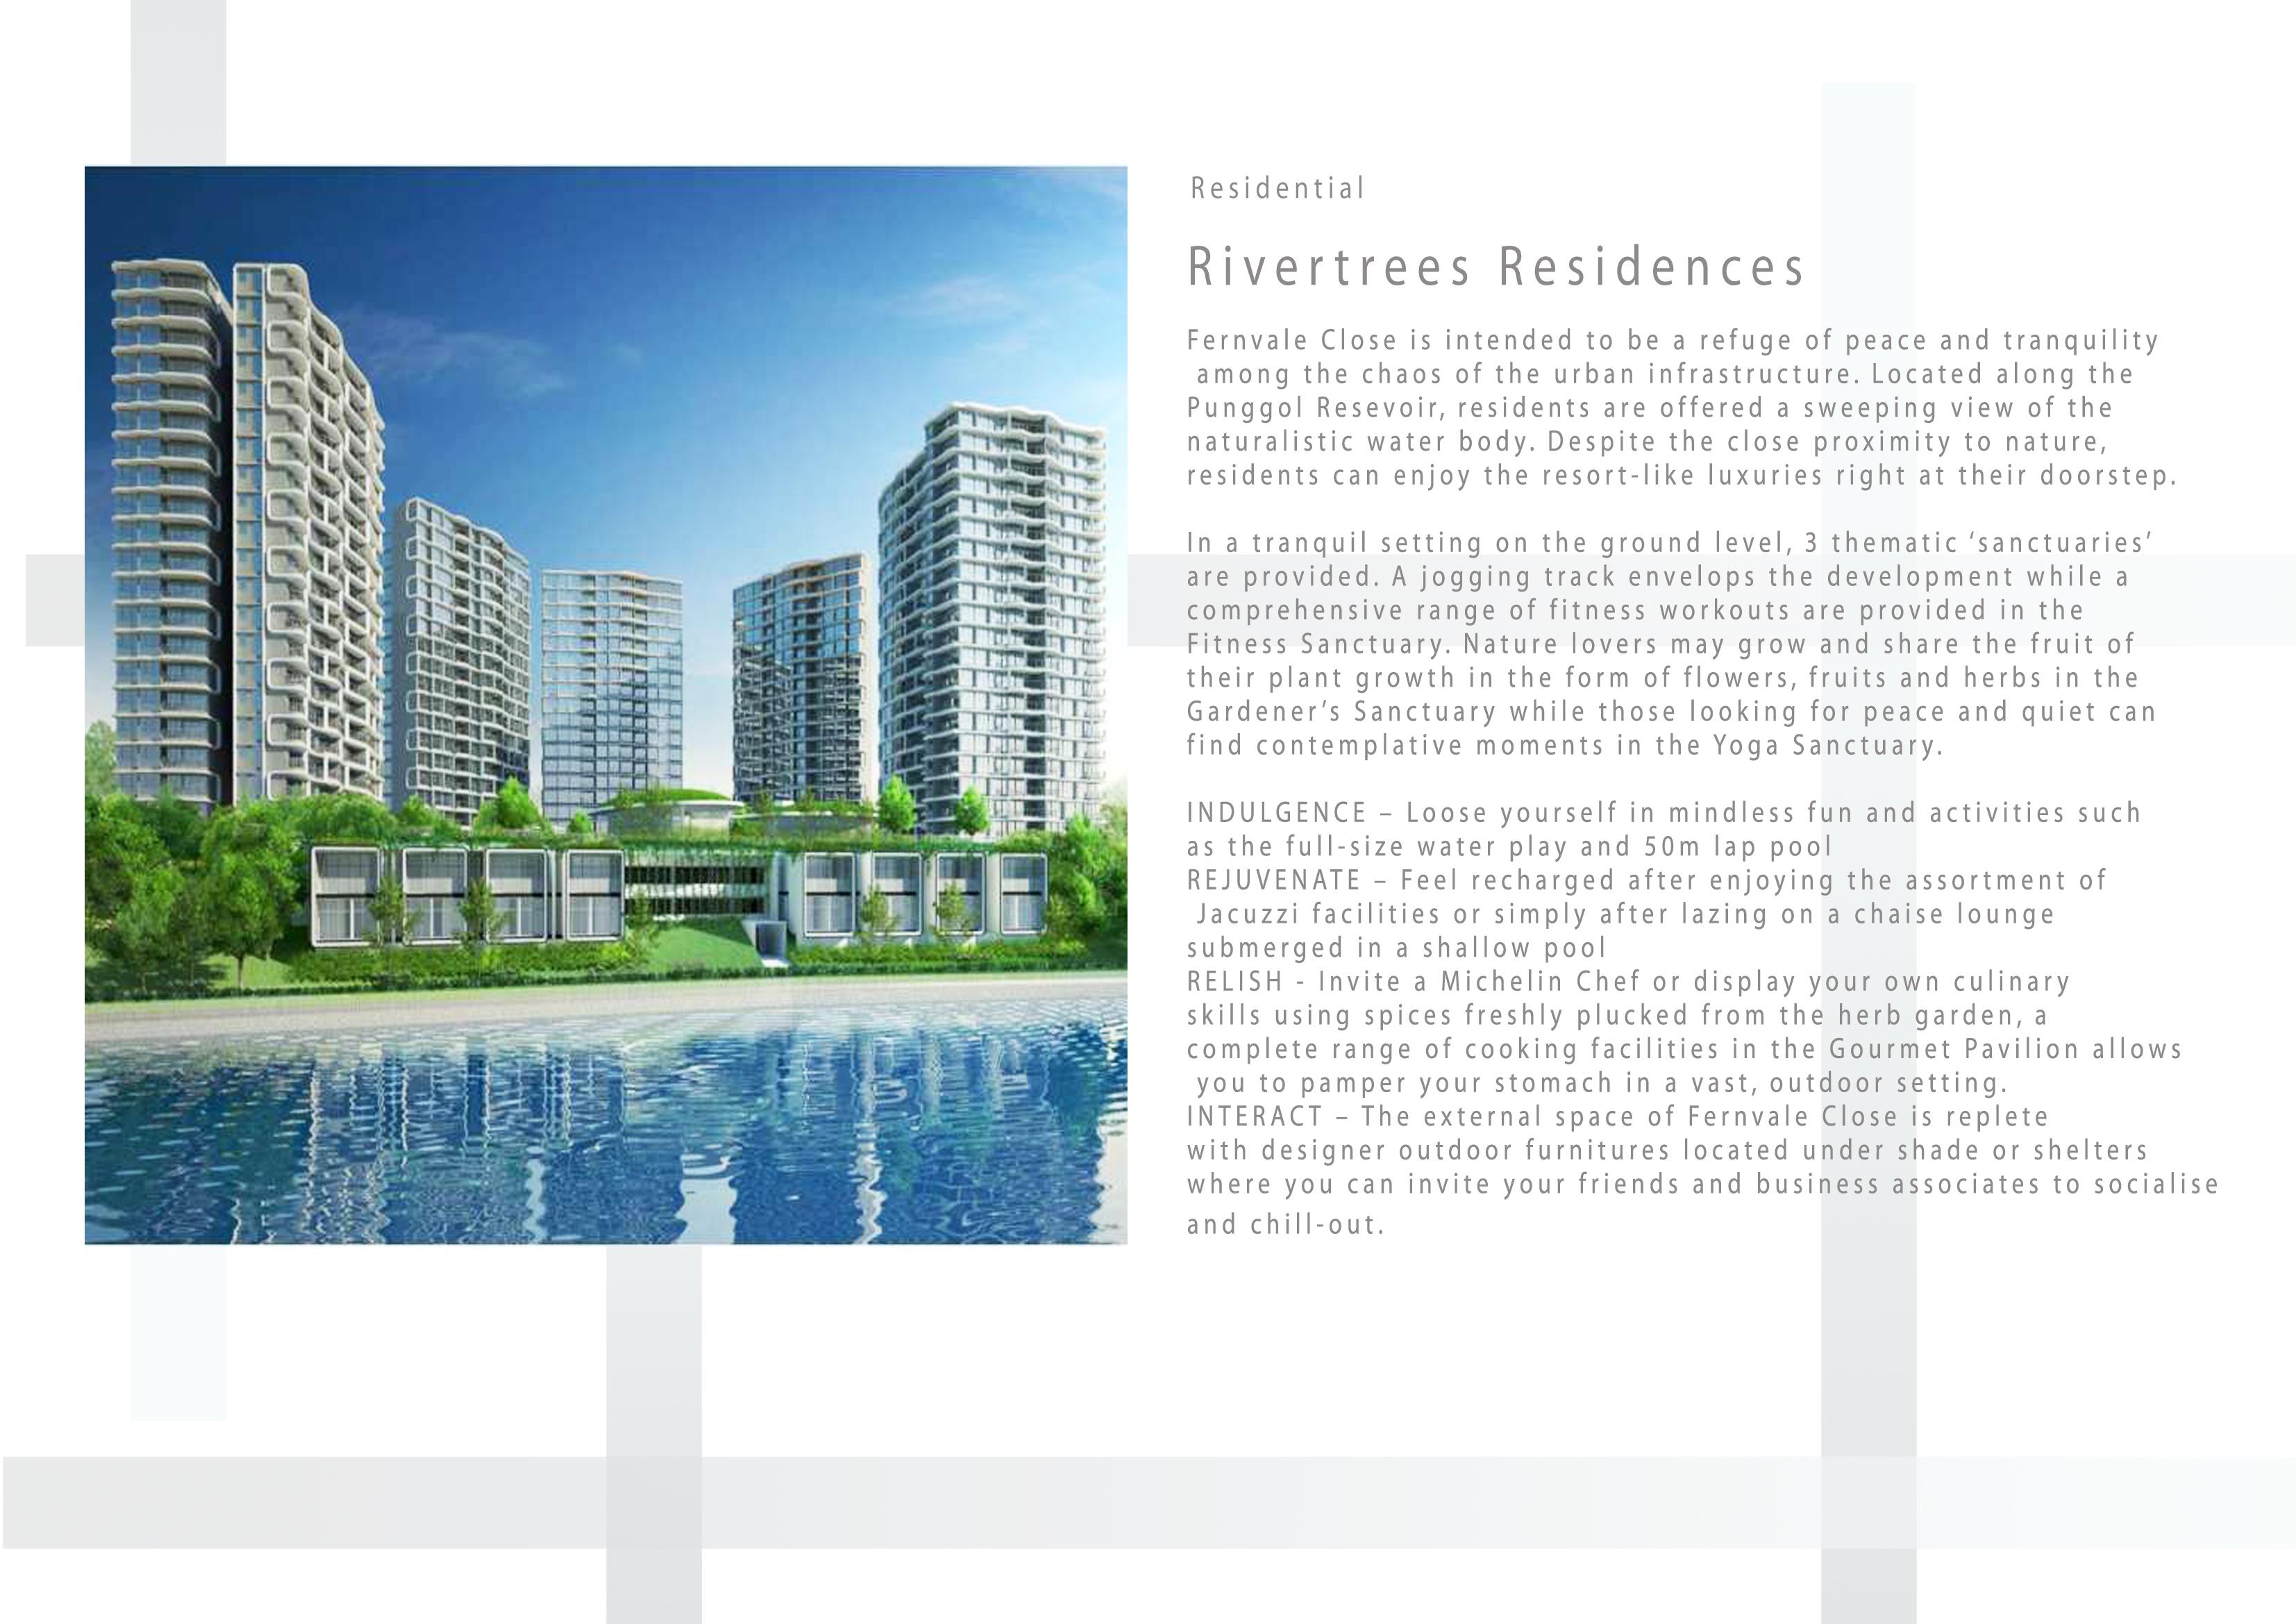 Residential
Rivertrees Residences
Fernvale Close is intended to be a refuge of peace and tranquility
among the chaos of the urban infrastructure. Located along the
Punggol Resevoir, residents are offered a sweeping view of the
naturalistic water body. Despite the close proximity to nature,
residents can enjoy the resort-like luxuries right at their doorstep.
In a tranquil setting on the ground level, 3 thematic ‘sanctuaries’
are provided. A jogging track envelops the development while a
comprehensive range of fitness workouts are provided in the
Fitness Sanctuary. Nature lovers may grow and share the fruit of
their plant growth in the form of flowers, fruits and herbs in the
Gardener’s Sanctuary while those looking for peace and quiet can
find contemplative moments in the Yoga Sanctuary.
INDULGENCE – Loose yourself in mindless fun and activities such
as the full-size water play and 50m lap pool
REJUVENATE – Feel recharged after enjoying the assortment of
Jacuzzi facilities or simply after lazing on a chaise lounge
submerged in a shallow pool
RELISH - Invite a Michelin Chef or display your own culinary
skills using spices freshly plucked from the herb garden, a
complete range of cooking facilities in the Gourmet Pavilion allows
you to pamper your stomach in a vast, outdoor setting.
INTERACT – The external space of Fernvale Close is replete
with designer outdoor furnitures located under shade or shelters
where you can invite your friends and business associates to socialise
and chill-out.